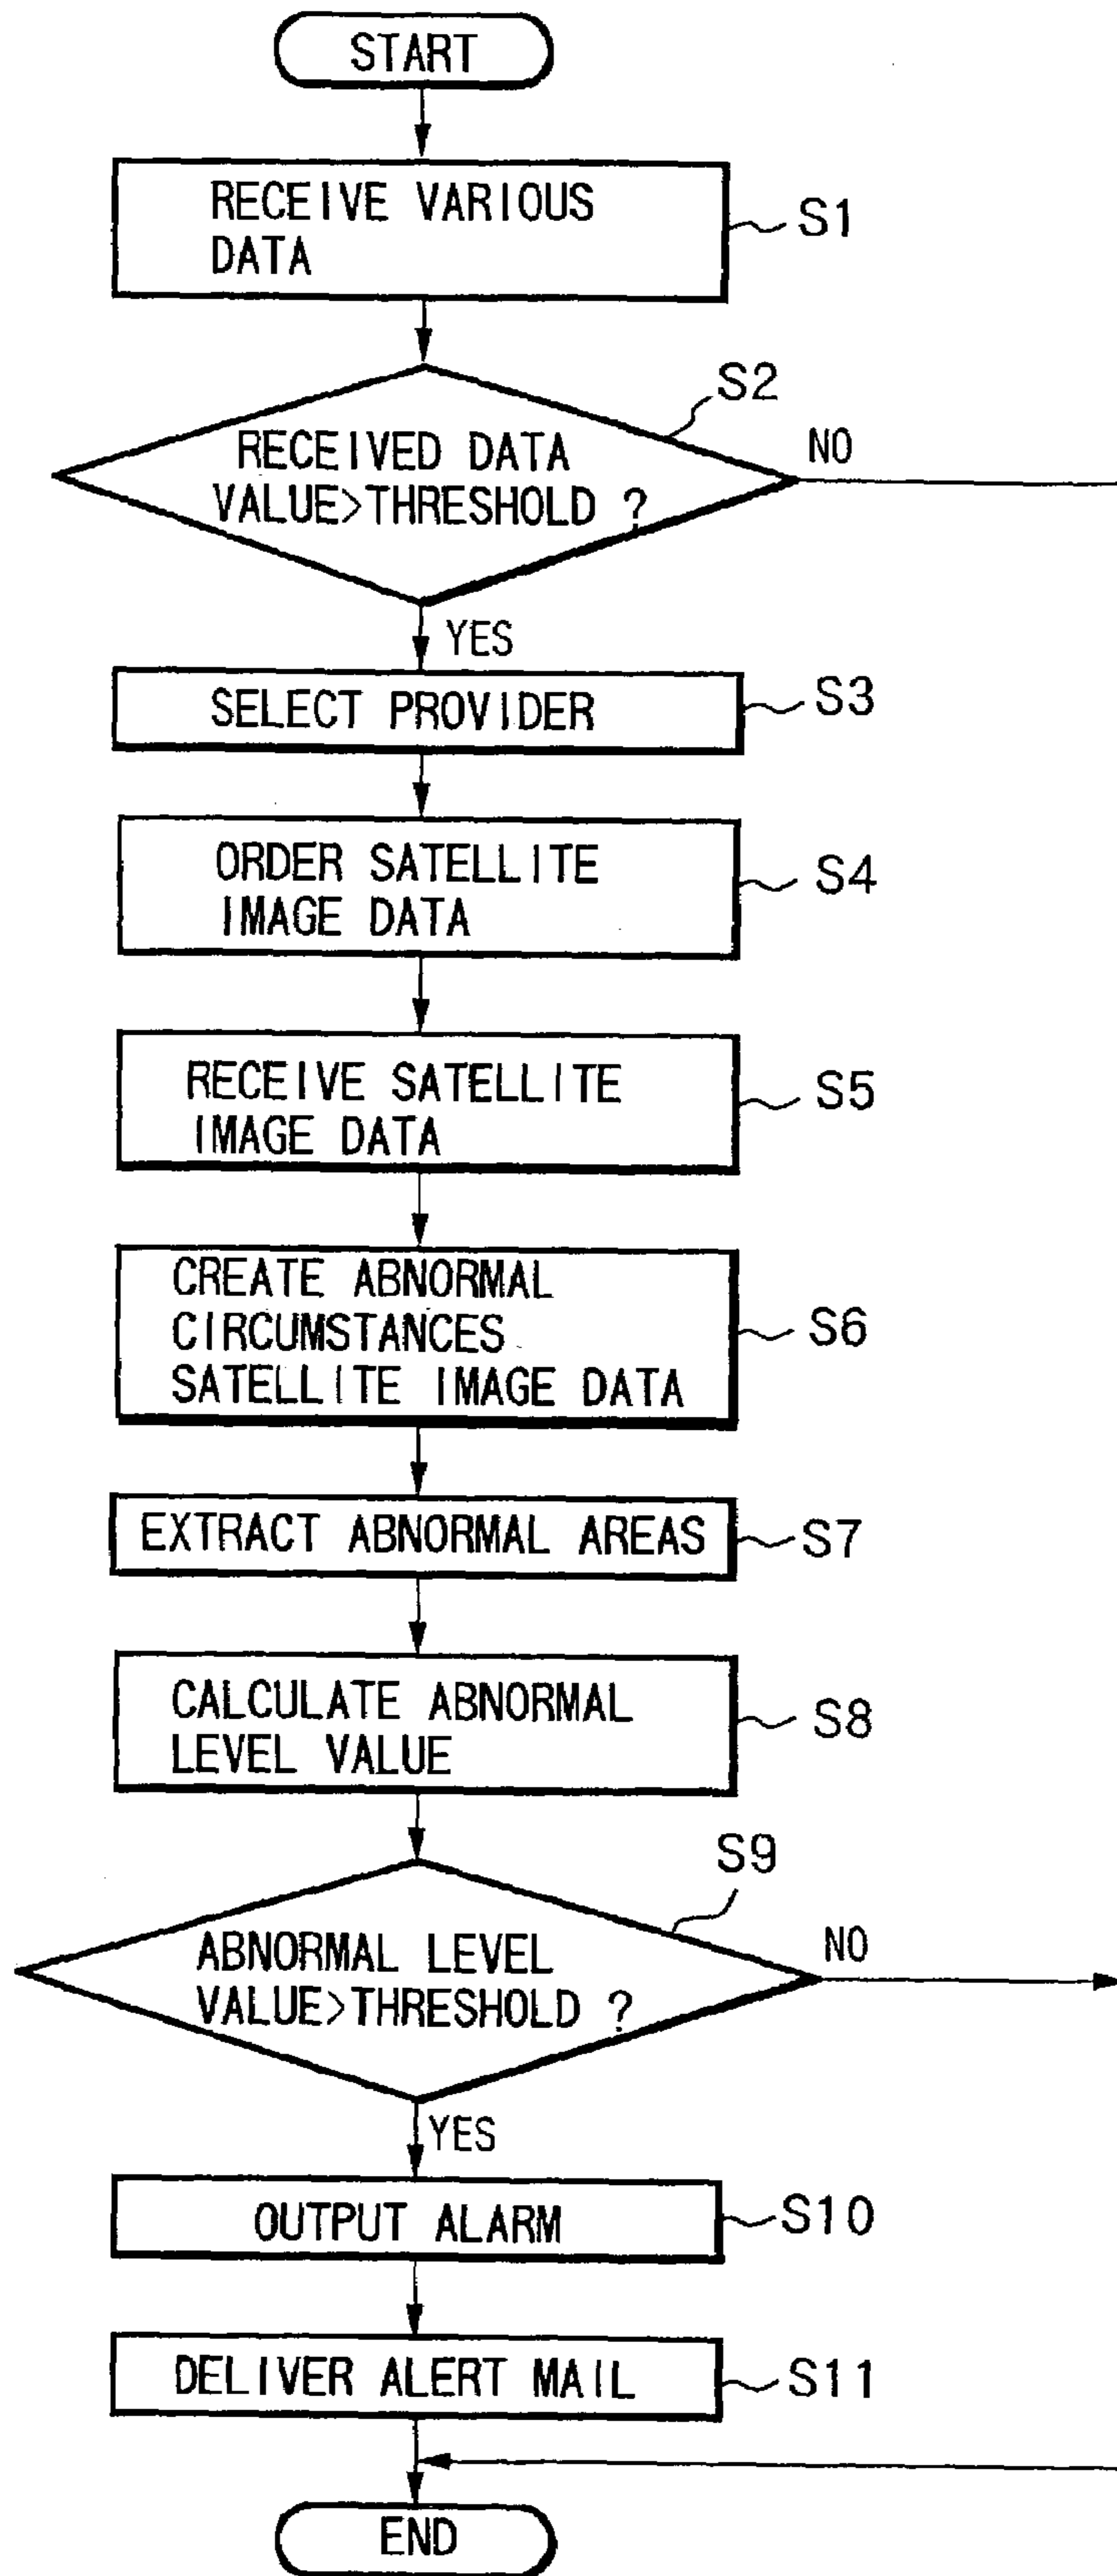 START
RECEIVE VARIOUS
DATA
S1
S2
RECEIVED DATA
VALUE>THRESHOLD ?
NO
YES
SELECT PROVIDER
S3
ORDER SATELLITE
IMAGE DATA
S4
RECEIVE SATELLITE
IMAGE DATA
S5
CREATE ABNORMAL
CIRCUMSTANCES
SATELLITE IMAGE DATA
S6
EXTRACT ABNORMAL AREAS
S7
CALCULATE ABNORMAL
LEVEL VALUE
S8
S9
ABNORMAL LEVEL
VALUE>THRESHOLD ?
NO
YES
OUTPUT ALARM
S10
DELIVER ALERT MAIL
S11
END